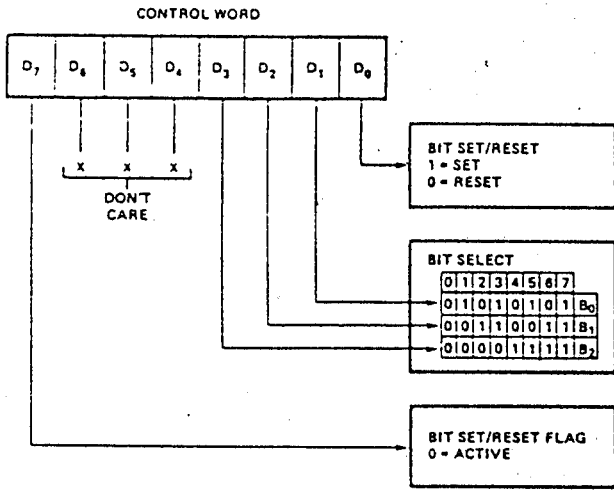 CONTROL WORD
D7 D6 D5 D4 D3 D2 D1 D0
X X X
DON'T
CARE
BIT SET/RESET
1 = SET
0 = RESET
BIT SELECT
0 1 2 3 4 5 6 7
0 1 0 1 0 1 0 1 B0
0 0 1 1 0 0 1 1 B1
0 0 0 0 1 1 1 1 B2
BIT SET/RESET FLAG
0 = ACTIVE